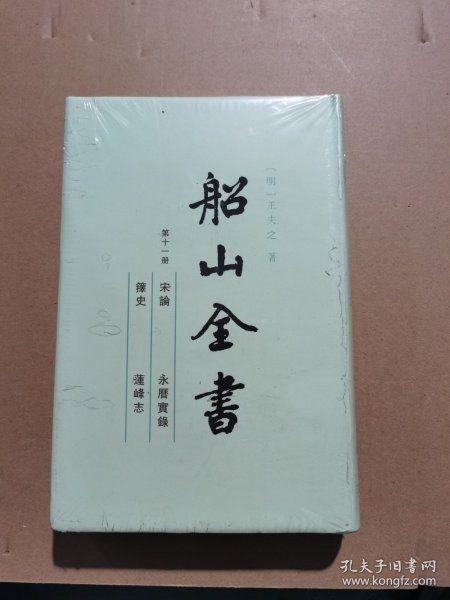 〔明〕王夫之 著
船山全書
第十一册
宋論 永曆實錄
籜史 蓮峰志
孔夫子旧书网
www.kongfz.com